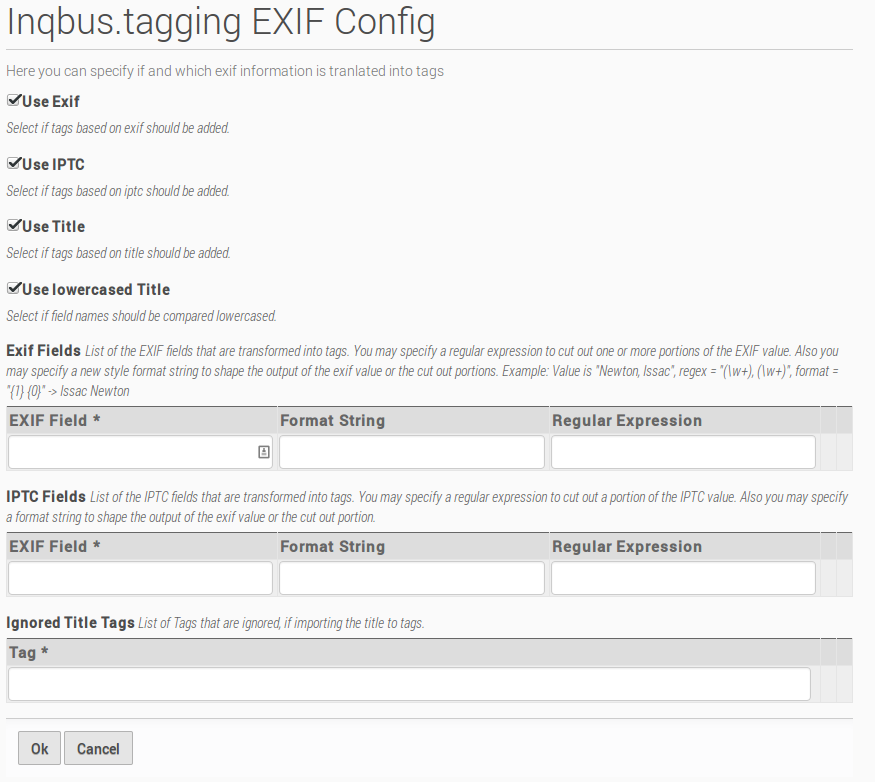 Inqbus.tagging EXIF Config
Here you can specify if and which exif information is tranlated into tags
Use Exif
Select if tags based on exif should be added.
Use IPTC
Select if tags based on iptc should be added.
Use Title
Select if tags based on title should be added.
Use lowercased Title
Select if field names should be compared lowercased.
Exif Fields List of the EXIF fields that are transformed into tags. You may specify a regular expression to cut out one or more portions of the EXIF value. Also you
may specify a new style format string to shape the output of the exif value or the cut out portions. Example: Value is "Newton, Issac", regex = "(\w+), (\w+)", format =
"{1} {0}" -> Issac Newton
EXIF Field * Format String Regular Expression
IPTC Fields List of the IPTC fields that are transformed into tags. You may specify a regular expression to cut out a portion of the IPTC value. Also you may specify
a format string to shape the output of the exif value or the cut out portion.
EXIF Field * Format String Regular Expression
Ignored Title Tags List of Tags that are ignored, if importing the title to tags.
Tag *
Ok Cancel